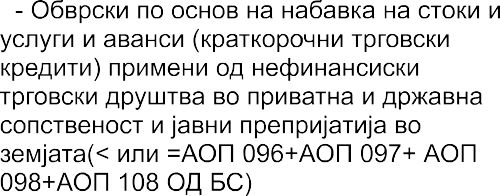 - Обврски по основ на набавка на стоки и
услуги и аванси (краткорочни трговски
кредити) примени од нефинансиски
трговски друштва во приватна и државна
сопственост и јавни препријатија во
земјата(< или =АОП 096+АОП 097+ АОП
098+АОП 108 ОД БС)